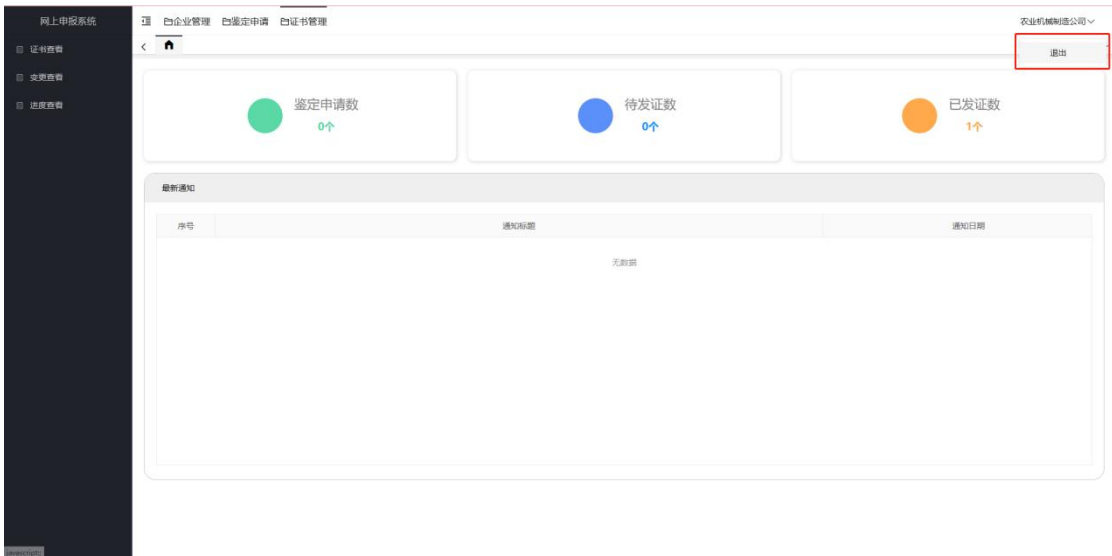 网上申报系统
企业管理 鉴定申请 证书管理
农业机械制造公司
证书查看
退出
变更查看
进度查看
鉴定申请数
0个
待发证数
0个
已发证数
1个
最新通知
序号 通知标题 通知日期
无数据
javascript:;